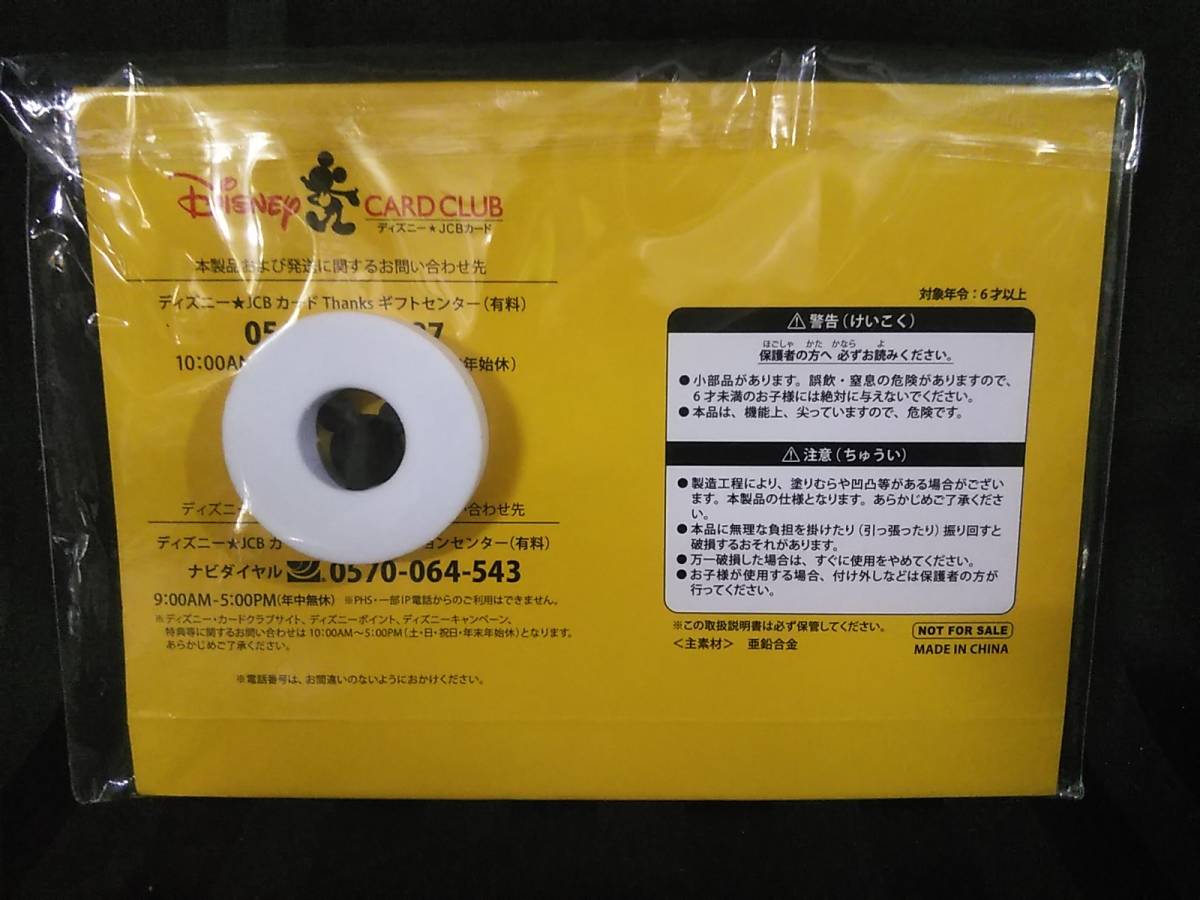 Disney CARD CLUB
ディズニー★JCBカード
本製品および発送に関するお問い合わせ先
ディズニー★JCB カード Thanks ギフトセンター(有料)
05 37
10:00AM 年始休)
ディズニ 合わせ先
ディズニー★JCB カ ションセンター(有料)
ナビダイヤル 0570-064-543
9:00AM-5:00PM(年中無休) ※PHS・一部IP電話からのご利用はできません。
※ディズニー・カードクラブサイト、ディズニーポイント、ディズニーキャンペーン、
特典等に関するお問い合わせは 10:00AM～5:00PM(土・日・祝日・年末年始休)となります。
あらかじめご了承ください。
※電話番号は、お間違いのないようにおかけください。
対象年令:6才以上
⚠警告(けいこく)
ほごしゃ かた かなら よ
保護者の方へ 必ずお読みください。
●小部品があります。誤飲・窒息の危険がありますので、
6才未満のお子様には絶対に与えないでください。
●本品は、機能上、尖っていますので、危険です。
⚠注意(ちゅうい)
●製造工程により、塗りむらや凹凸等がある場合がござい
ます。本製品の仕様となります。あらかじめご了承くださ
い。
●本品に無理な負担を掛けたり(引っ張ったり)振り回すと
破損するおそれがあります。
●万一破損した場合は、すぐに使用をやめてください。
●お子様が使用する場合、付け外しなどは保護者の方が
行ってください。
※この取扱説明書は必ず保管してください。
<主素材> 亜鉛合金
NOT FOR SALE
MADE IN CHINA